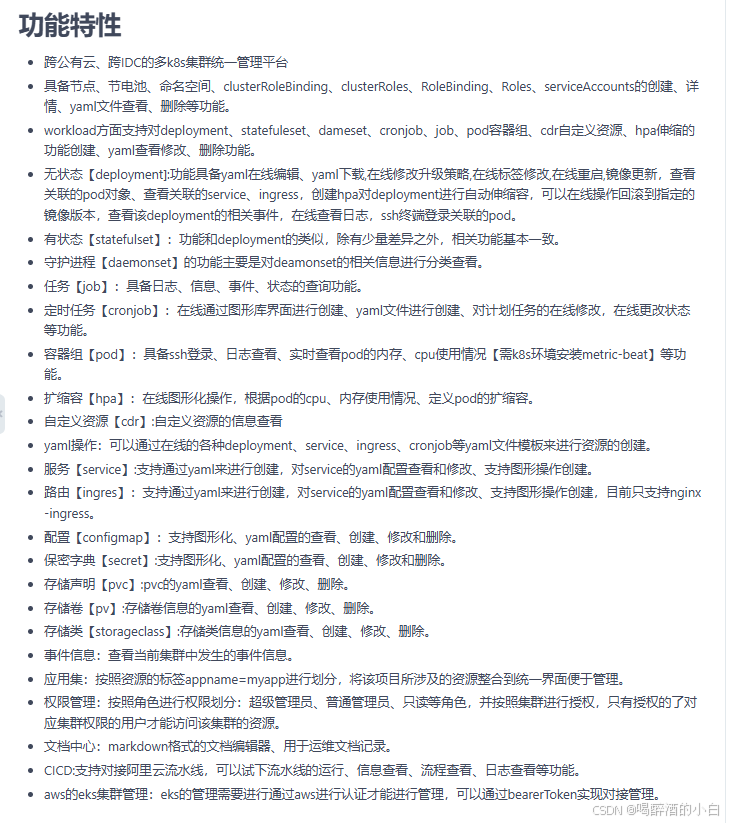 功能特性
跨公有云、跨IDC的多k8s集群统一管理平台
具备节点、节电池、命名空间、clusterRoleBinding、clusterRoles、RoleBinding、Roles、serviceAccounts的创建、详
情、yaml文件查看、删除等功能。
workload方面支持对deployment、statefuleset、dameset、cronjob、job、pod容器组、cdr自定义资源、hpa伸缩的
功能创建、yaml查看修改、删除功能。
无状态【deployment]:功能具备yaml在线编辑、yaml下载,在线修改升级策略,在线标签修改,在线重启,镜像更新，查看
关联的pod对象、查看关联的service、ingress，创建hpa对deployment进行自动伸缩容，可以在线操作回滚到指定的
镜像版本，查看该deployment的相关事件，在线查看日志，ssh终端登录关联的pod。
有状态【statefulset】：功能和deployment的类似，除有少量差异之外，相关功能基本一致。
守护进程【daemonset】的功能主要是对deamonset的相关信息进行分类查看。
任务【job】：具备日志、信息、事件、状态的查询功能。
定时任务【cronjob】：在线通过图形库界面进行创建、yaml文件进行创建、对计划任务的在线修改，在线更改状态
等功能。
容器组【pod】：具备ssh登录、日志查看、实时查看pod的内存、cpu使用情况【需k8s环境安装metric-beat】等功
能。
扩缩容【hpa】：在线图形化操作，根据pod的cpu、内存使用情况、定义pod的扩缩容。
自定义资源【cdr】:自定义资源的信息查看
yaml操作：可以通过在线的各种deployment、service、ingress、cronjob等yaml文件模板来进行资源的创建。
服务【service】:支持通过yaml来进行创建，对service的yaml配置查看和修改、支持图形操作创建。
路由【ingres】：支持通过yaml来进行创建，对service的yaml配置查看和修改、支持图形操作创建，目前只支持nginx
-ingress。
配置【configmap】：支持图形化、yaml配置的查看、创建、修改和删除。
保密字典【secret】:支持图形化、yaml配置的查看、创建、修改和删除。
存储声明【pvc】:pvc的yaml查看、创建、修改、删除。
存储卷【pv】:存储卷信息的yaml查看、创建、修改、删除。
存储类【storageclass】:存储类信息的yaml查看、创建、修改、删除。
事件信息：查看当前集群中发生的事件信息。
应用集：按照资源的标签appname=myapp进行划分，将该项目所涉及的资源整合到统一界面便于管理。
权限管理：按照角色进行权限划分：超级管理员、普通管理员、只读等角色，并按照集群进行授权，只有授权的了对
应集群权限的用户才能访问该集群的资源。
文档中心：markdown格式的文档编辑器、用于运维文档记录。
CICD:支持对接阿里云流水线，可以试下流水线的运行、信息查看、流程查看、日志查看等功能。
aws的eks集群管理：eks的管理需要进行通过aws进行认证才能进行管理，可以通过bearerToken实现对接管理。
CSDN @喝醉酒的小白